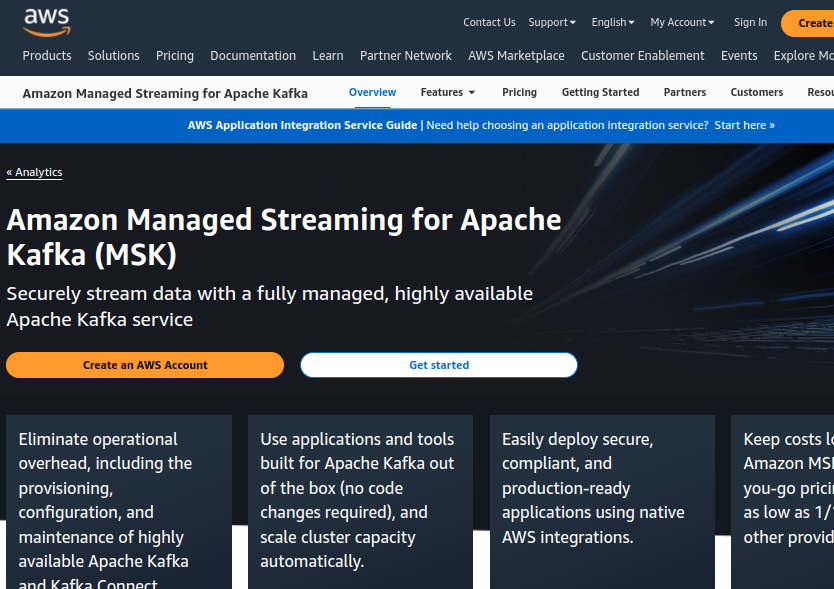 aws
Contact Us Support English My Account Sign In Create
Products Solutions Pricing Documentation Learn Partner Network AWS Marketplace Customer Enablement Events Explore
Amazon Managed Streaming for Apache Kafka Overview Features Pricing Getting Started Partners Customers
AWS Application Integration Service Guide | Need help choosing an application integration service? Start here »
« Analytics
Amazon Managed Streaming for Apache
Kafka (MSK)
Securely stream data with a fully managed, highly available
Apache Kafka service
Create an AWS Account Get started
Eliminate operational
overhead, including the
provisioning,
configuration, and
maintenance of highly
available Apache Kafka
and Kafka Connect
Use applications and tools
built for Apache Kafka out
of the box (no code
changes required), and
scale cluster capacity
automatically.
Easily deploy secure,
compliant, and
production-ready
applications using native
AWS integrations.
Keep costs
Amazon
you-go
as low as
other